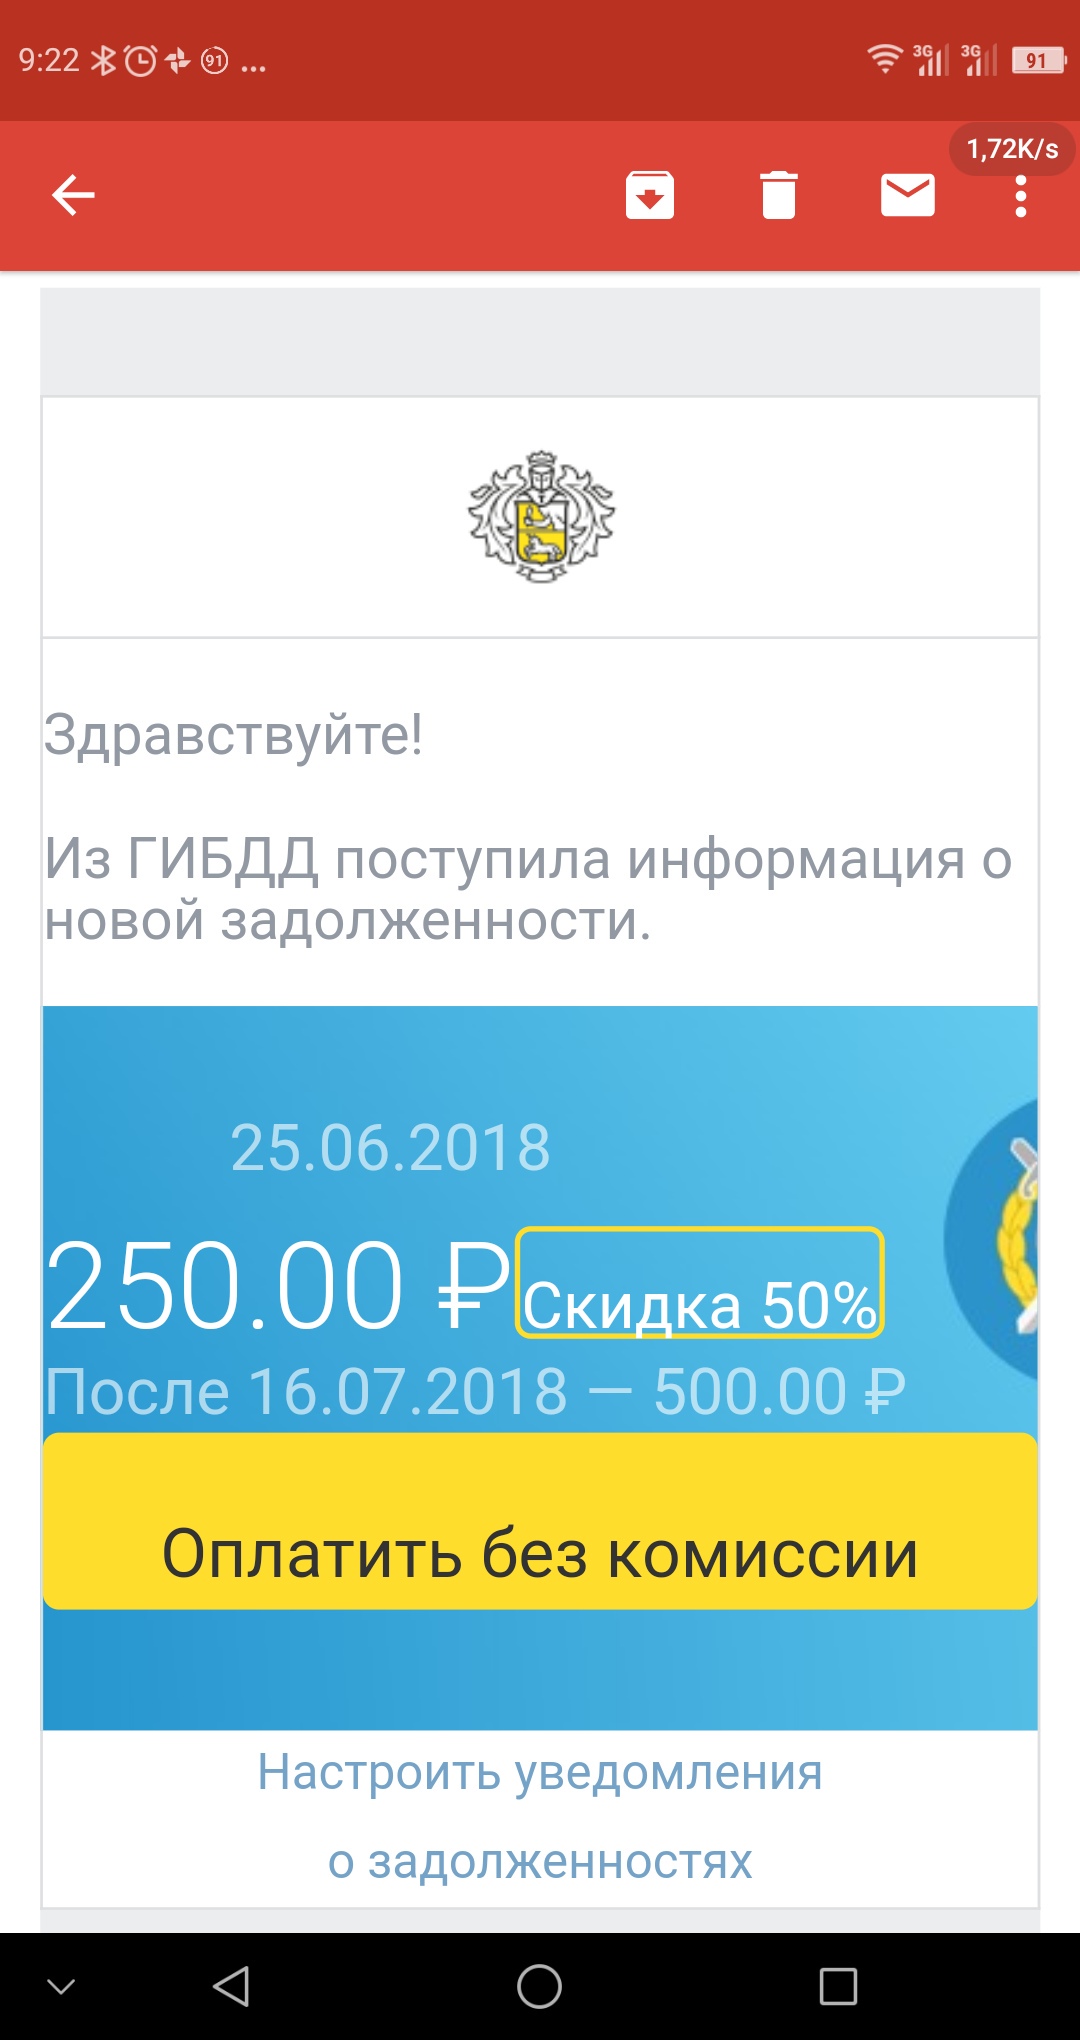 9:22 91 ... 3G 3G 91
1,72K/s
Здравствуйте!
Из ГИБДД поступила информация о
новой задолженности.
25.06.2018
250.00 ₽ Скидка 50%
После 16.07.2018 — 500.00 ₽
Оплатить без комиссии
Настроить уведомления
о задолженностях